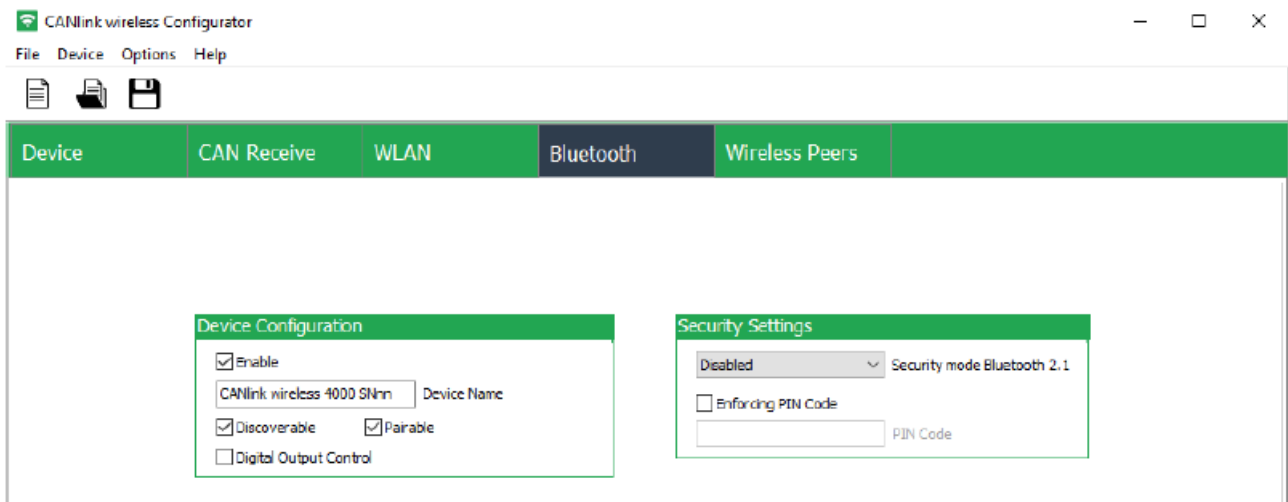 CANlink wireless Configurator
File Device Options Help
Device CAN Receive WLAN Bluetooth Wireless Peers
Device Configuration
Enable
CANlink wireless 4000 SNnn Device Name
Discoverable Pairable
Digital Output Control
Security Settings
Disabled Security mode Bluetooth 2.1
Enforcing PIN Code
PIN Code